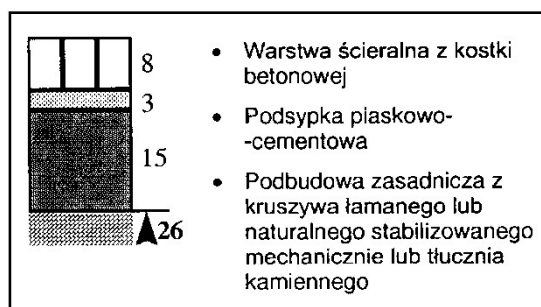 8
3
15
26
• Warstwa ścieralna z kostki
betonowej
• Podsypka piaskowo-
-cementowa
• Podbudowa zasadnicza z
kruszywa łamanego lub
naturalnego stabilizowanego
mechanicznie lub tłucznia
kamiennego